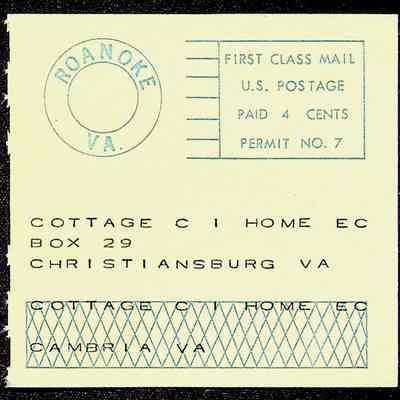 ROANOKE
VA.
FIRST CLASS MAIL
U.S. POSTAGE
PAID 4 CENTS
PERMIT NO. 7
COTTAGE C I HOME EC
BOX 29
CHRISTIANSBURG VA
COTTAGE C I HOME EC
CAMBRIA VA